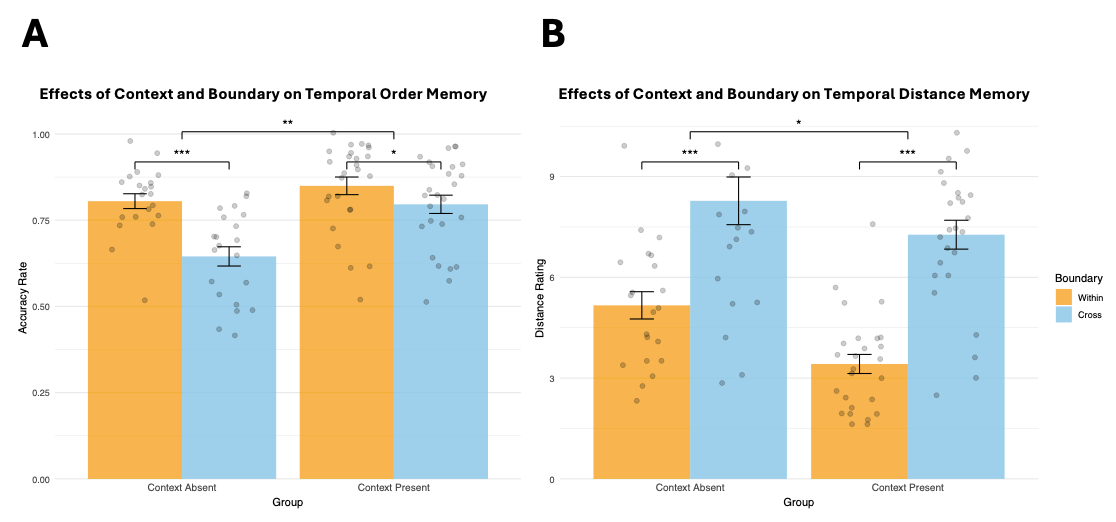 A
B
Effects of Context and Boundary on Temporal Order Memory
Effects of Context and Boundary on Temporal Distance Memory
**
***
*
*
***
***
1.00
0.75
0.50
0.25
0.00
Accuracy Rate
Context Absent
Context Present
Group
9
6
3
0
Distance Rating
Context Absent
Context Present
Group
Boundary
Within
Cross